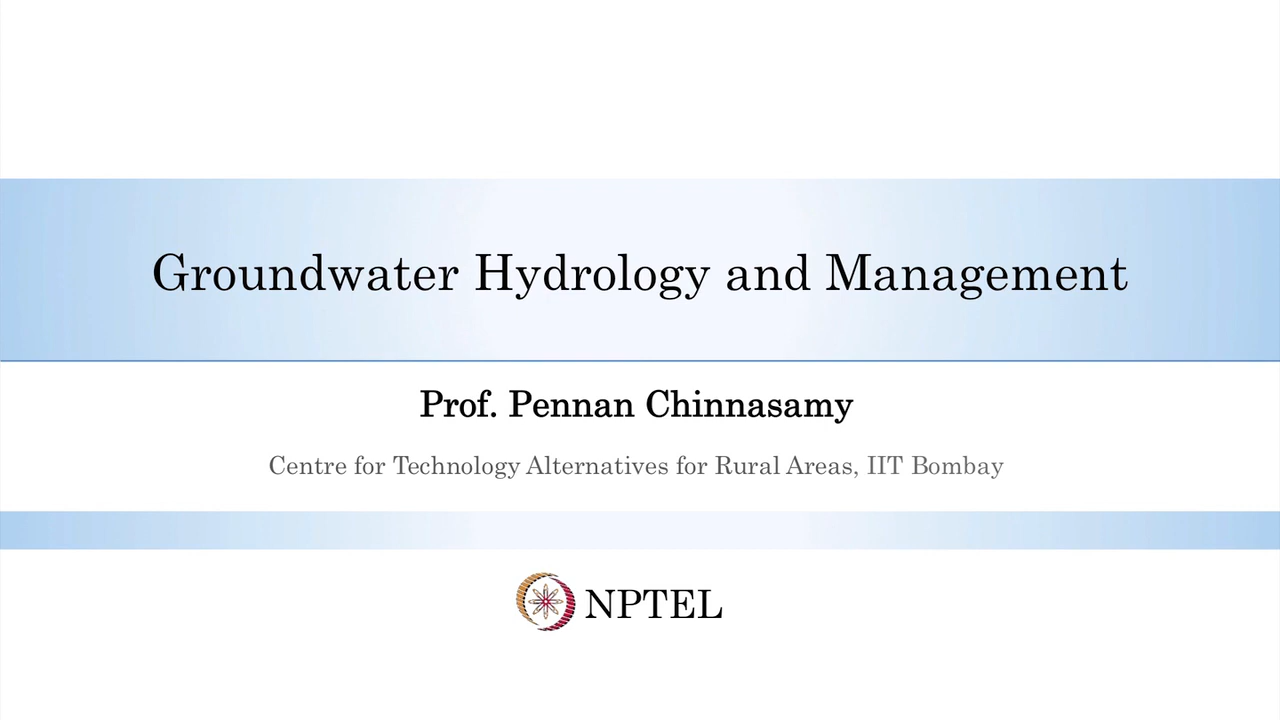 Groundwater Hydrology and Management
Prof. Pennan Chinnasamy
Centre for Technology Alternatives for Rural Areas, IIT Bombay
NPTEL